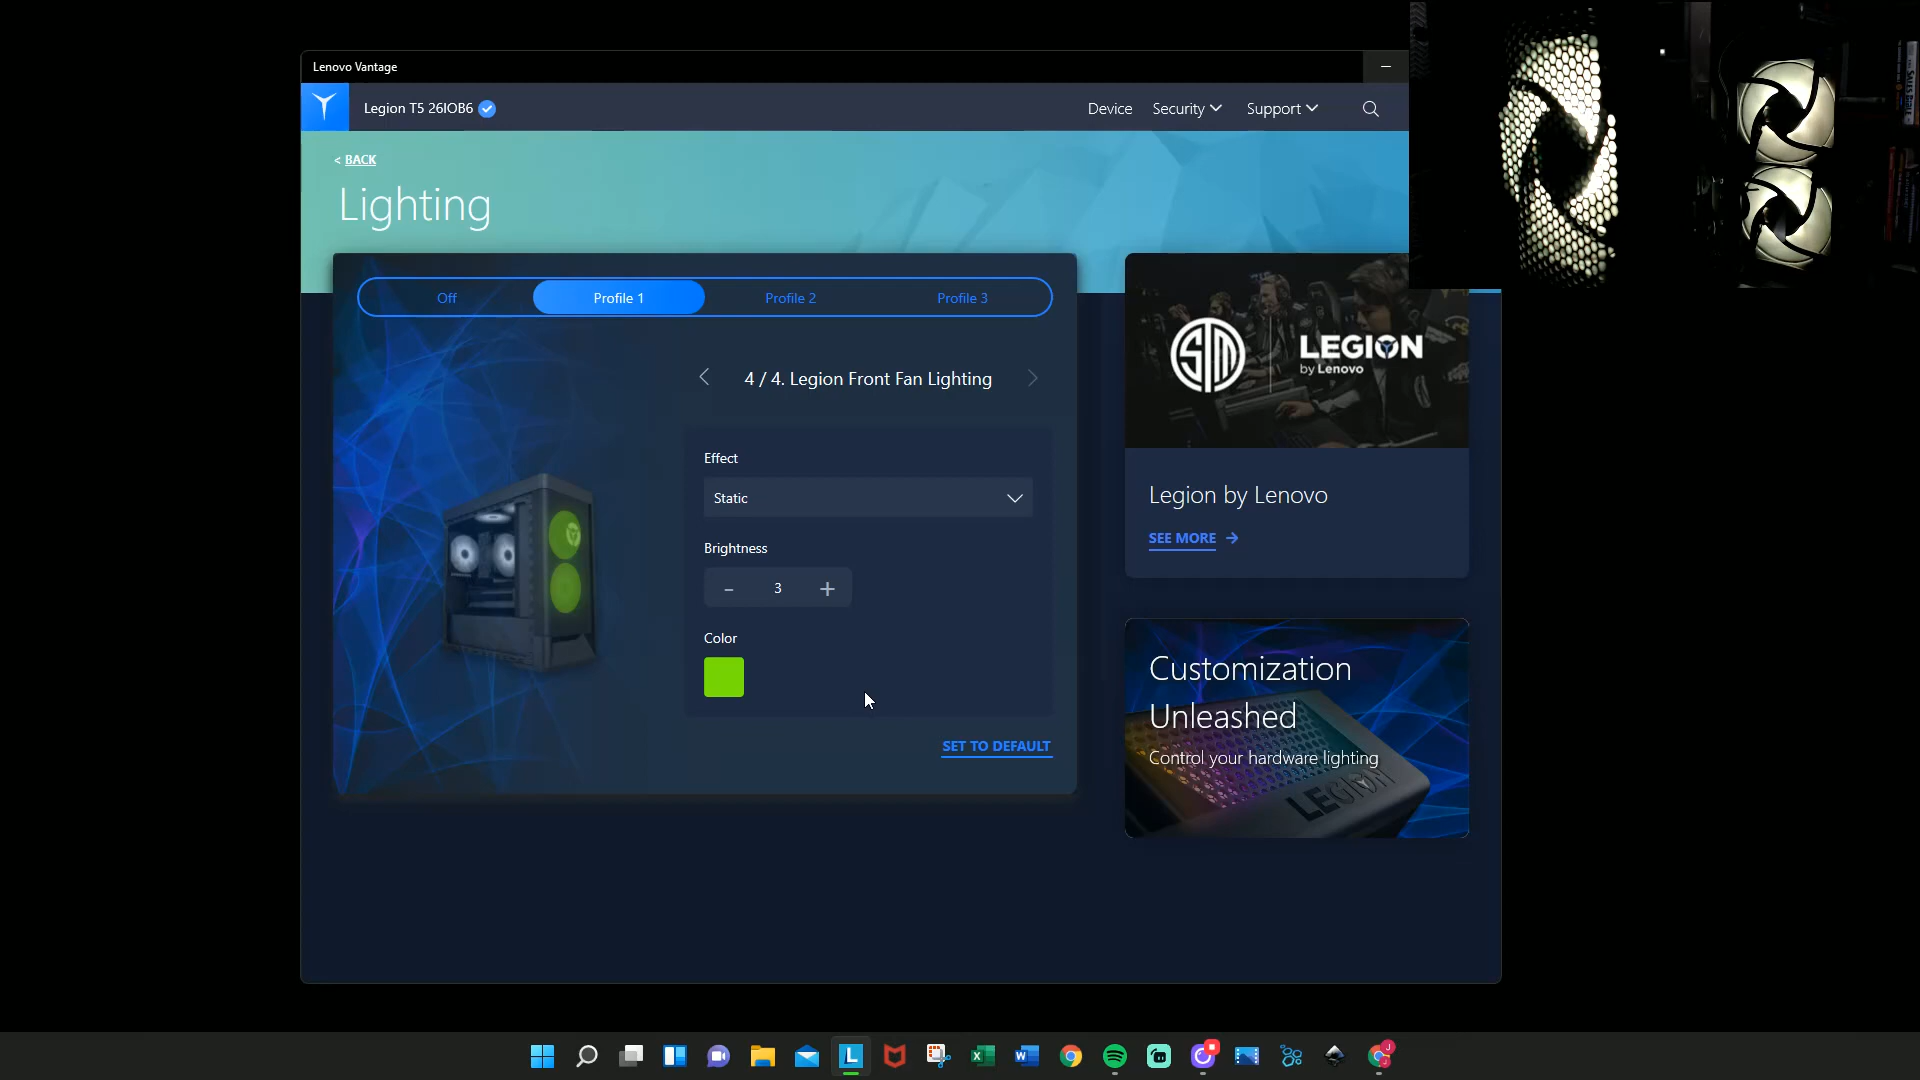 Lenovo Vantage
Legion T5 26IOB6
Device Security Support
< BACK
Lighting
Off Profile 1 Profile 2 Profile 3
4 / 4. Legion Front Fan Lighting
Effect
Static
Brightness
- 3 +
Color
SET TO DEFAULT
TSM LEGION
by Lenovo
Legion by Lenovo
SEE MORE
Customization
Unleashed
Control your hardware lighting
LEGION